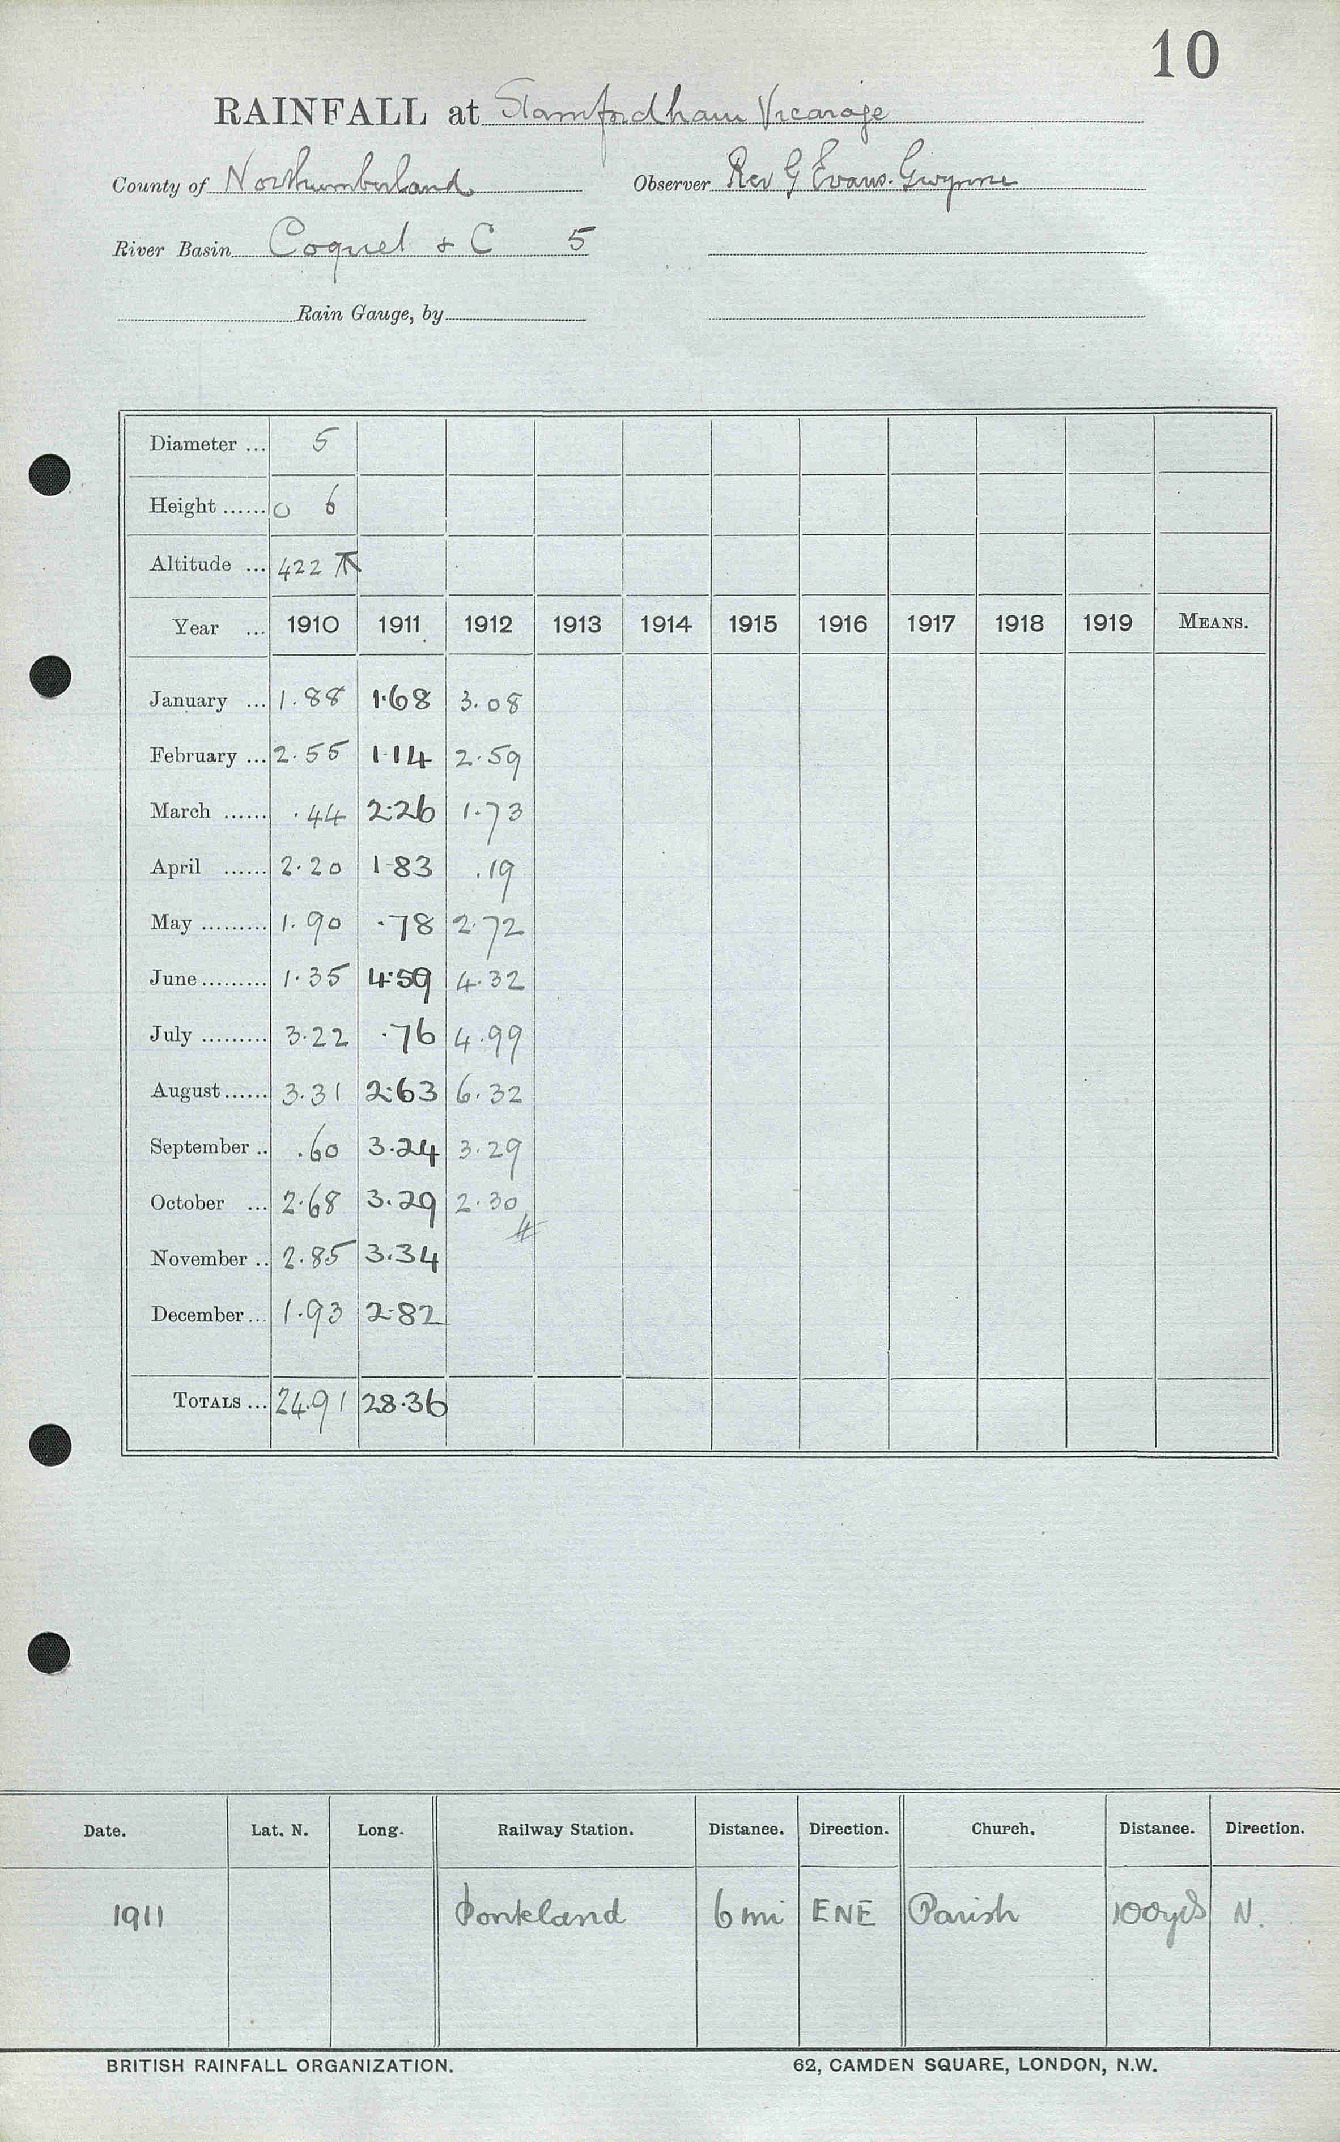 10
RAINFALL at Stamfordham Vicarage
County of Northumberland Observer Rev G Evans-Gwynne
River Basin Coquet & C 5
Rain Gauge, by
Diameter ... 5
Height ...... 0 6
Altitude ... 422
Year ... 1910 1911 1912 1913 1914 1915 1916 1917 1918 1919 MEANS.
January ... 1.88 1.68 3.08
February ... 2.55 1.14 2.59
March ...... .44 2.26 1.73
April ...... 2.20 1.83 .19
May ......... 1.90 .78 2.72
June ......... 1.35 4.59 4.32
July ......... 3.22 .76 4.99
August ...... 3.31 2.63 6.32
September .. .60 3.24 3.29
October ... 2.68 3.29 2.30
November .. 2.85 3.34
December ... 1.93 2.82
TOTALS ... 24.91 28.36
Date. Lat. N. Long. Railway Station. Distance. Direction. Church. Distance. Direction.
1911 Ponteland 6 mi ENE Parish 100yds N.
BRITISH RAINFALL ORGANIZATION. 62, CAMDEN SQUARE, LONDON, N.W.